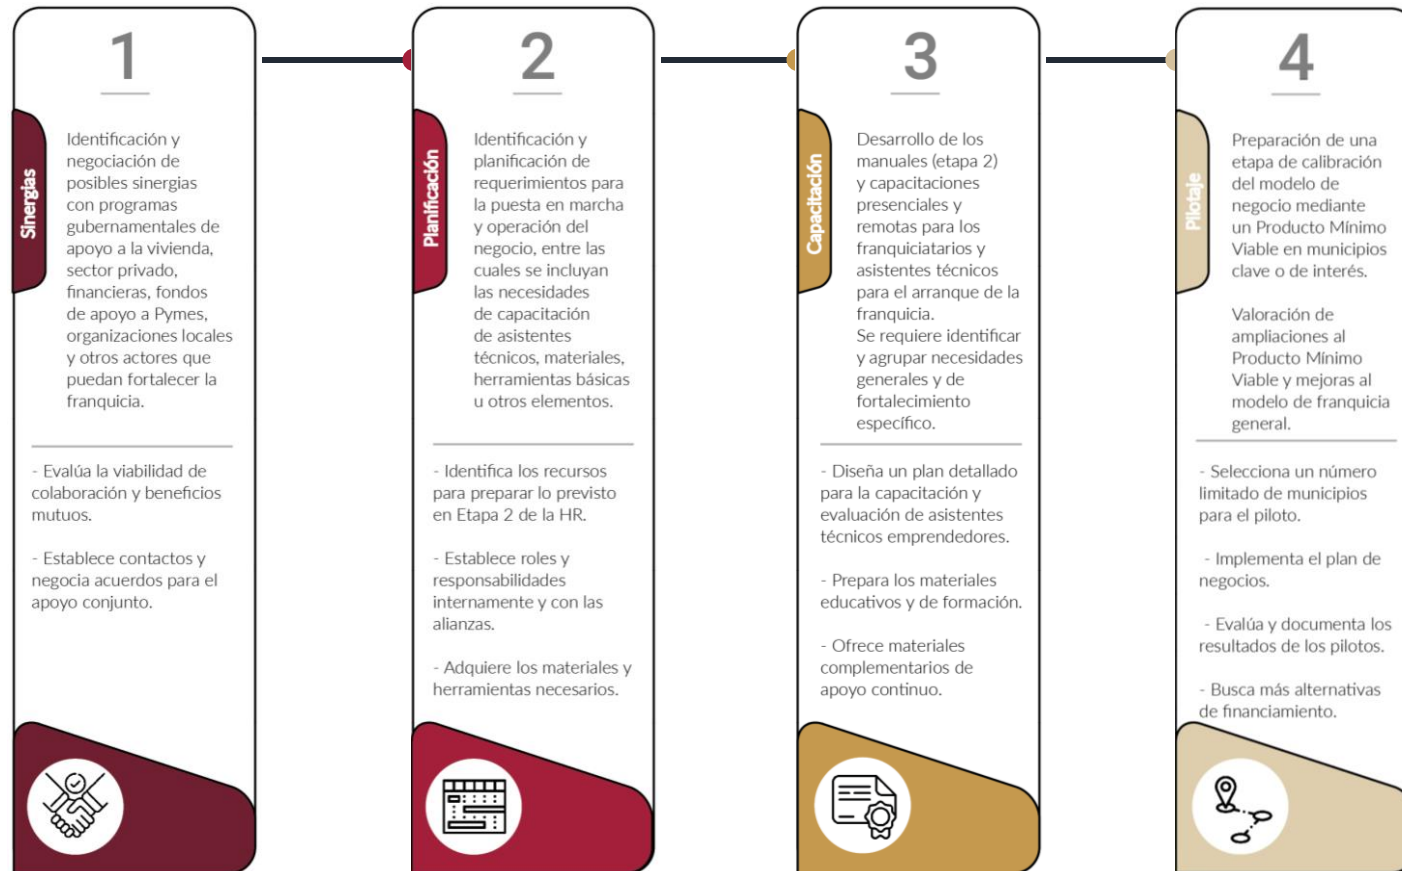 1
Sinergias
Identificación y
negociación de
posibles sinergias
con programas
gubernamentales de
apoyo a la vivienda,
sector privado,
financieras, fondos
de apoyo a Pymes,
organizaciones locales
y otros actores que
puedan fortalecer la
franquicia.
- Evalúa la viabilidad de
colaboración y beneficios
mutuos.
- Establece contactos y
negocia acuerdos para el
apoyo conjunto.
2
Planificación
Identificación y
planificación de
requerimientos para
la puesta en marcha
y operación del
negocio, entre las
cuales se incluyan
las necesidades
de capacitación
de asistentes
técnicos, materiales,
herramientas básicas
u otros elementos.
- Identifica los recursos
para preparar lo previsto
en Etapa 2 de la HR.
- Establece roles y
responsabilidades
internamente y con las
alianzas.
- Adquiere los materiales y
herramientas necesarios.
3
Capacitación
Desarrollo de los
manuales (etapa 2)
y capacitaciones
presenciales y
remotas para los
franquiciatarios y
asistentes técnicos
para el arranque de la
franquicia.
Se requiere identificar
y agrupar necesidades
generales y de
fortalecimiento
específico.
- Diseña un plan detallado
para la capacitación y
evaluación de asistentes
técnicos emprendedores.
- Prepara los materiales
educativos y de formación.
- Ofrece materiales
complementarios de
apoyo continuo.
4
Pilotaje
Preparación de una
etapa de calibración
del modelo de
negocio mediante
un Producto Mínimo
Viable en municipios
clave o de interés.
Valoración de
ampliaciones al
Producto Mínimo
Viable y mejoras al
modelo de franquicia
general.
- Selecciona un número
limitado de municipios
para el piloto.
- Implementa el plan de
negocios.
- Evalúa y documenta los
resultados de los pilotos.
- Busca más alternativas
de financiamiento.